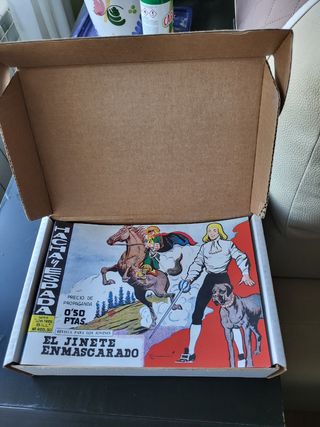 HACHA Y ESPADA
PRECIO DE
PROPAGANDA
0'50
PTAS.
REVISTA PARA LOS JOVENES
EL JINETE
ENMASCARADO